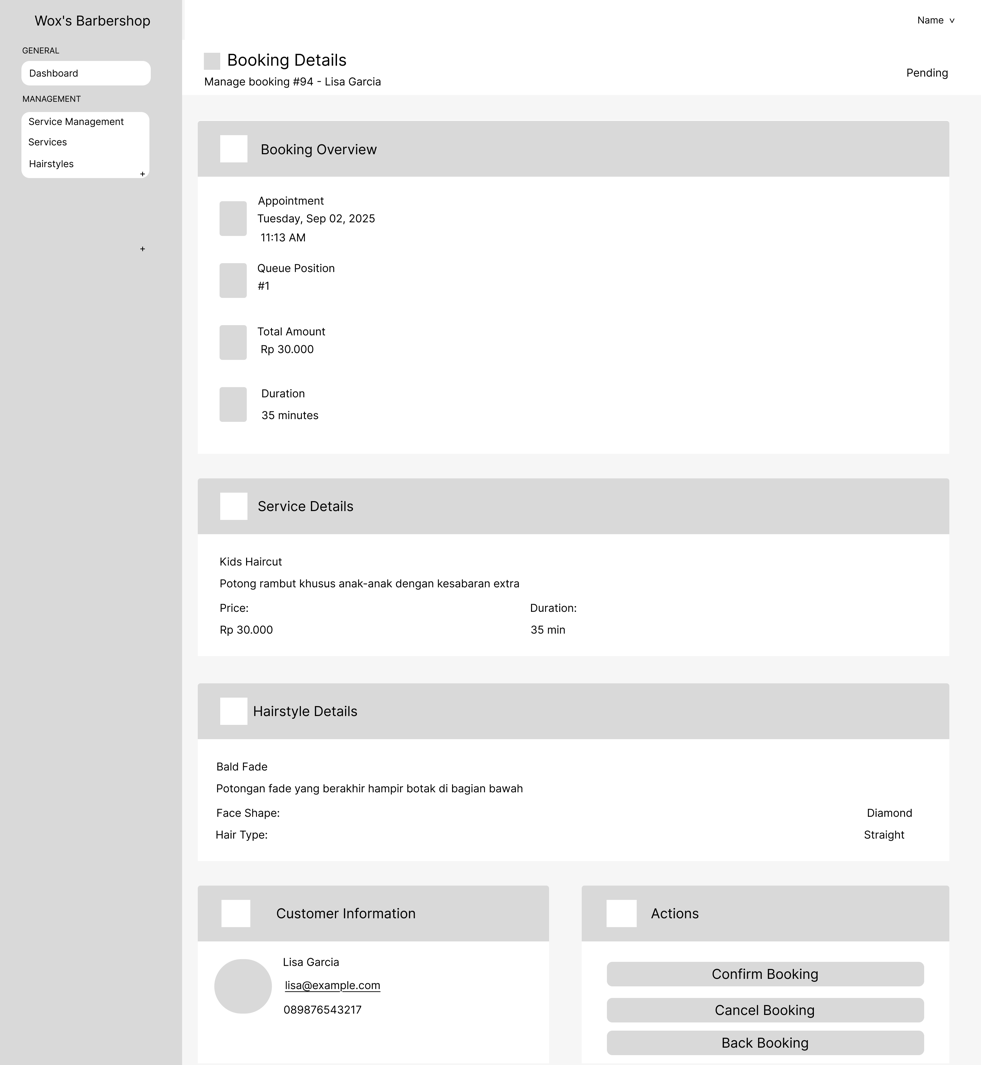 Wox's Barbershop
Name v
GENERAL
Dashboard
MANAGEMENT
Service Management
Services
Hairstyles
+
+
Booking Details
Manage booking #94 - Lisa Garcia
Pending
Booking Overview
Appointment
Tuesday, Sep 02, 2025
11:13 AM
Queue Position
#1
Total Amount
Rp 30.000
Duration
35 minutes
Service Details
Kids Haircut
Potong rambut khusus anak-anak dengan kesabaran extra
Price: Duration:
Rp 30.000 35 min
Hairstyle Details
Bald Fade
Potongan fade yang berakhir hampir botak di bagian bawah
Face Shape: Diamond
Hair Type: Straight
Customer Information
Lisa Garcia
lisa@example.com
089876543217
Actions
Confirm Booking
Cancel Booking
Back Booking